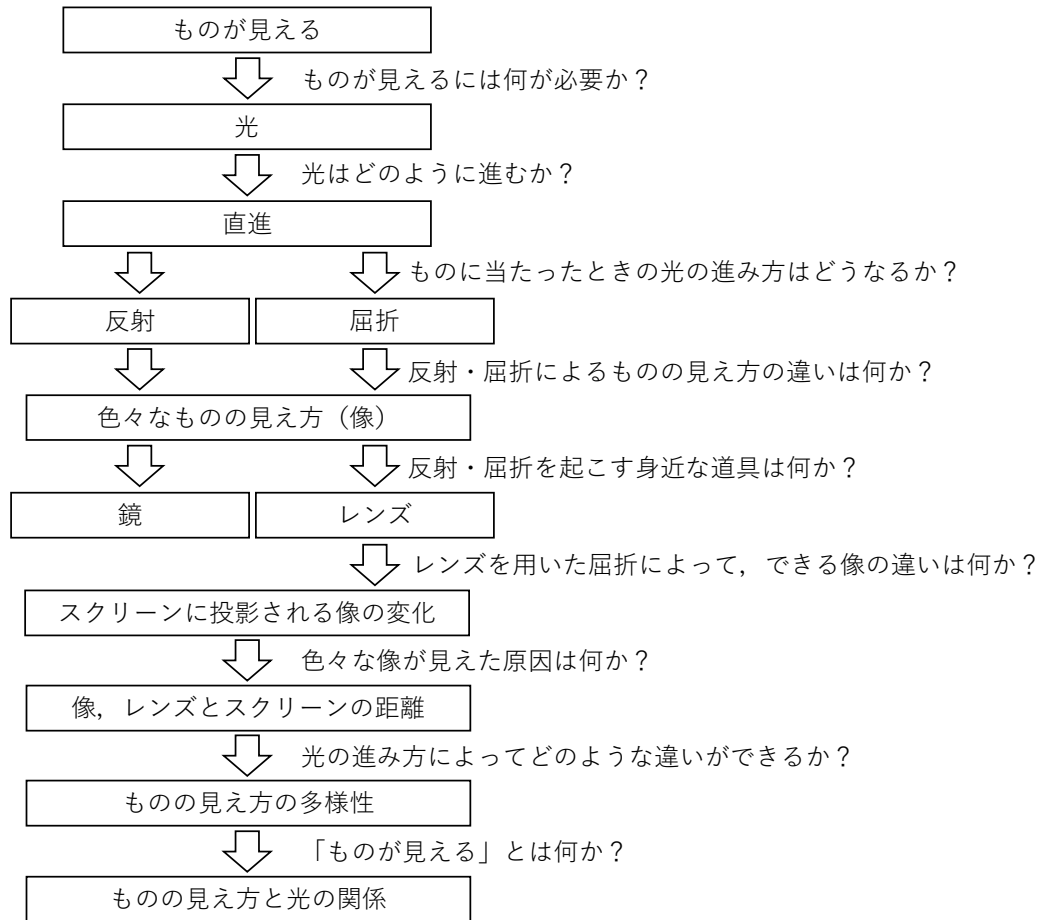 ものが見える
ものが見えるには何が必要か？
光
光はどのように進むか？
直進
ものに当たったときの光の進み方はどうなるか？
反射
屈折
反射・屈折によるものの見え方の違いは何か？
色々なものの見え方（像）
反射・屈折を起こす身近な道具は何か？
鏡
レンズ
レンズを用いた屈折によって，できる像の違いは何か？
スクリーンに投影される像の変化
色々な像が見えた原因は何か？
像，レンズとスクリーンの距離
光の進み方によってどのような違いができるか？
ものの見え方の多様性
「ものが見える」とは何か？
ものの見え方と光の関係